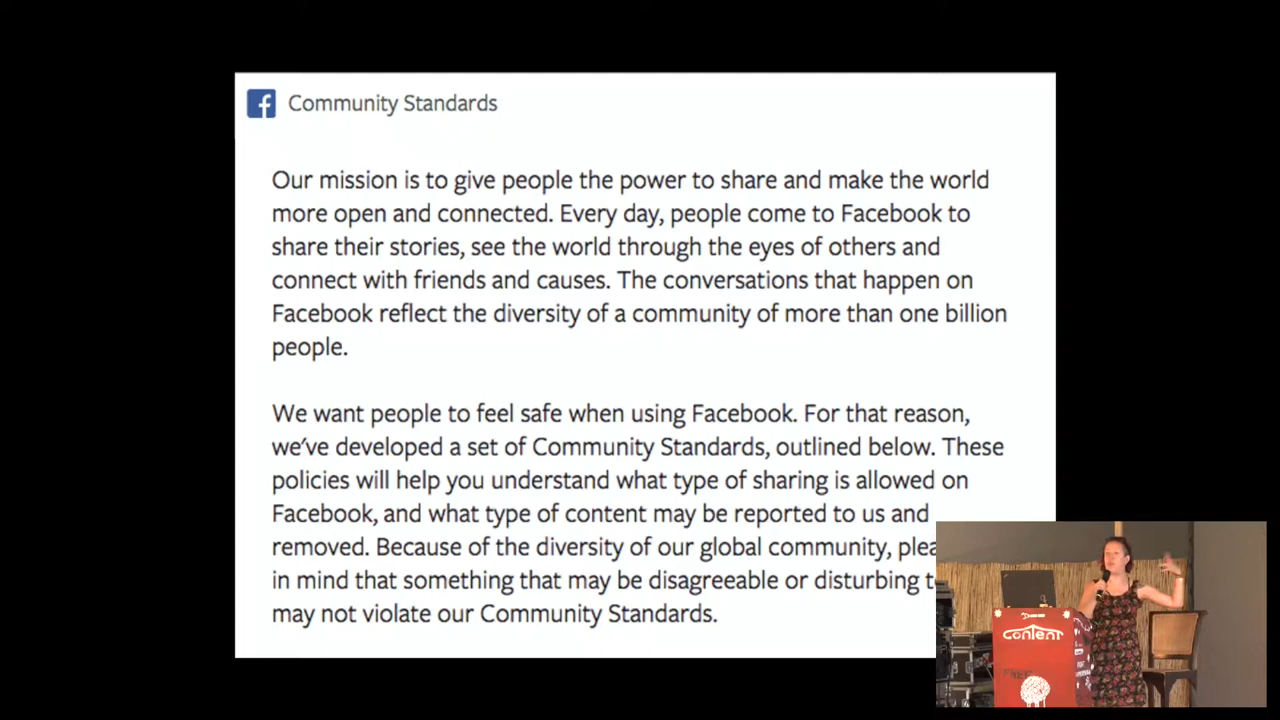 Community Standards
Our mission is to give people the power to share and make the world
more open and connected. Every day, people come to Facebook to
share their stories, see the world through the eyes of others and
connect with friends and causes. The conversations that happen on
Facebook reflect the diversity of a community of more than one billion
people.
We want people to feel safe when using Facebook. For that reason,
we've developed a set of Community Standards, outlined below. These
policies will help you understand what type of sharing is allowed on
Facebook, and what type of content may be reported to us and
removed. Because of the diversity of our global community,
in mind that something that may be disagreeable or disturbing
may not violate our Community Standards.
content
FREE